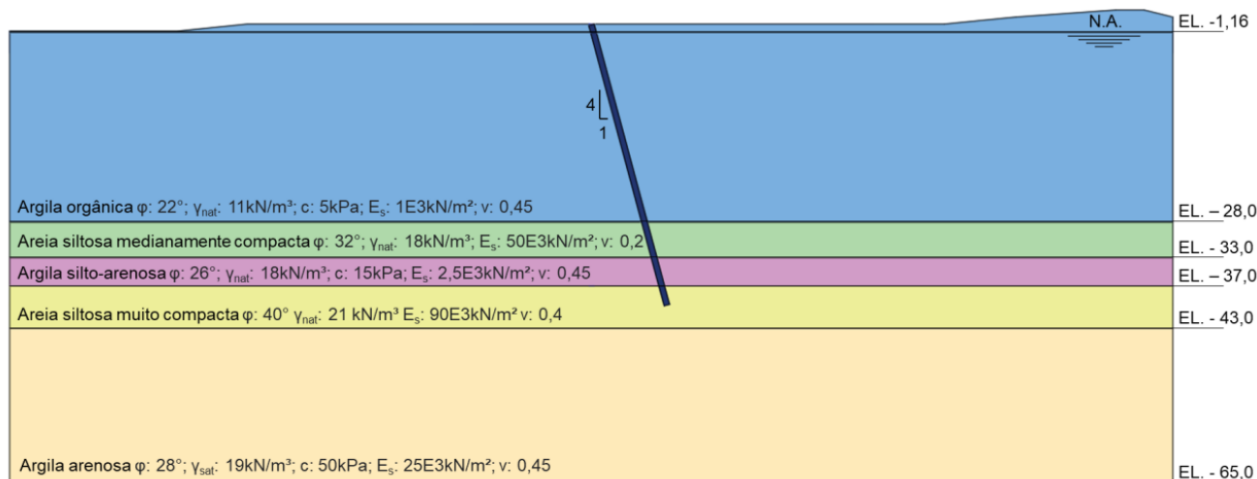 N.A.
EL. -1,16
4
1
Argila orgânica φ: 22°; γnat: 11kN/m³; c: 5kPa; Es: 1E3kN/m²; v: 0,45
EL. – 28,0
Areia siltosa medianamente compacta φ: 32°; γnat: 18kN/m³; Es: 50E3kN/m²; v: 0,2
EL. - 33,0
Argila silto-arenosa φ: 26°; γnat: 18kN/m³; c: 15kPa; Es: 2,5E3kN/m²; v: 0,45
EL. – 37,0
Areia siltosa muito compacta φ: 40° γnat: 21 kN/m³ Es: 90E3kN/m² v: 0,4
EL. - 43,0
Argila arenosa φ: 28°; γsat: 19kN/m³; c: 50kPa; Es: 25E3kN/m²; v: 0,45
EL. - 65,0